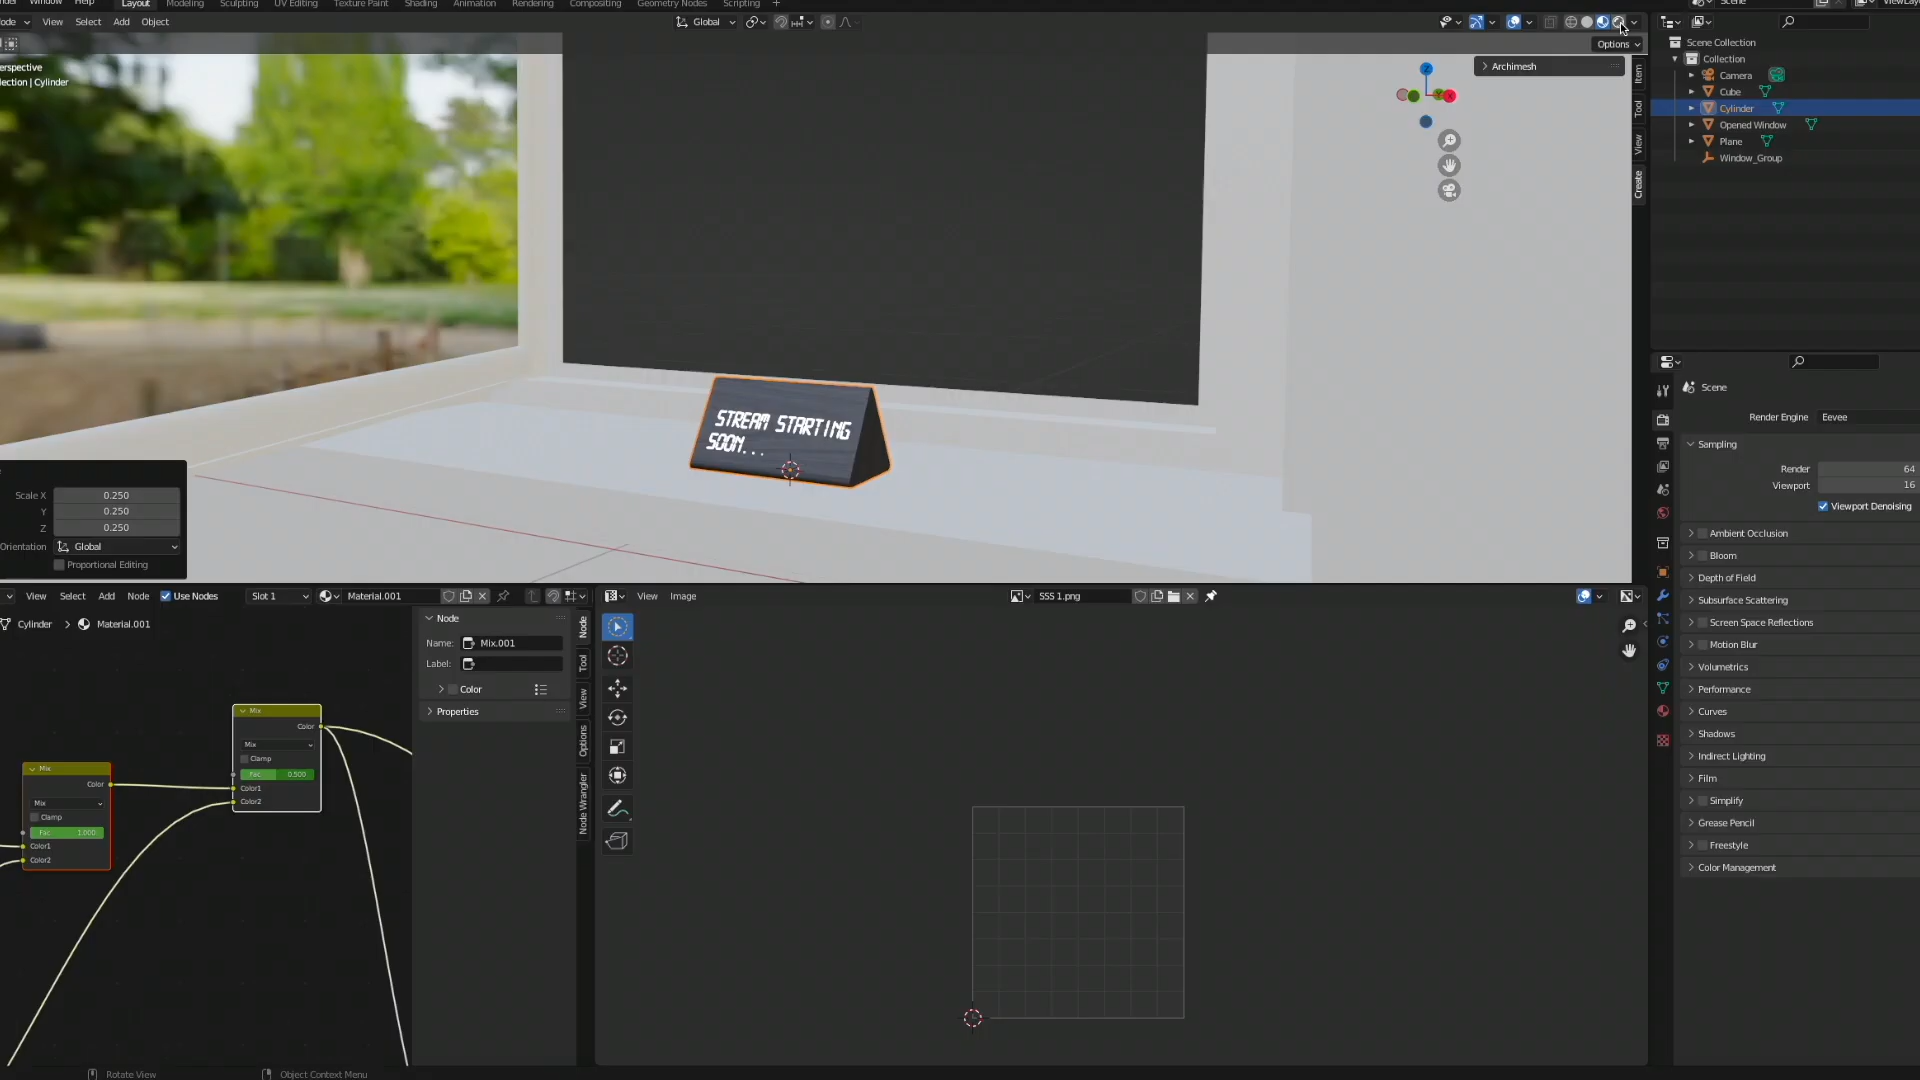 Window Help
Layout Modeling Sculpting UV Editing Texture Paint Shading Animation Rendering Compositing Geometry Nodes Scripting +
Scene
View Select Add Object
Global
Options
erspective
lection | Cylinder
Archimesh
Item
Tool
View
Create
Z
X
STREAM STARTING
SOON...
Scale X 0.250
Y 0.250
Z 0.250
Orientation Global
Proportional Editing
Scene Collection
Collection
Camera
Cube
Cylinder
Opened Window
Plane
Window_Group
Scene
Render Engine Eevee
Sampling
Render 64
Viewport 16
Viewport Denoising
Ambient Occlusion
Bloom
Depth of Field
Subsurface Scattering
Screen Space Reflections
Motion Blur
Volumetrics
Performance
Curves
Shadows
Indirect Lighting
Film
Simplify
Grease Pencil
Freestyle
Color Management
View Select Add Node Use Nodes Slot 1 Material.001
Cylinder > Material.001
Node
Name: Mix.001
Label:
Color
Properties
Node
Tool
View
Options
Node Wrangler
Mix
Color
Mix
Clamp
Fac 0.500
Color1
Color2
Mix
Color
Mix
Clamp
Fac 1.000
Color1
Color2
View Image SSS 1.png
Rotate View Object Context Menu